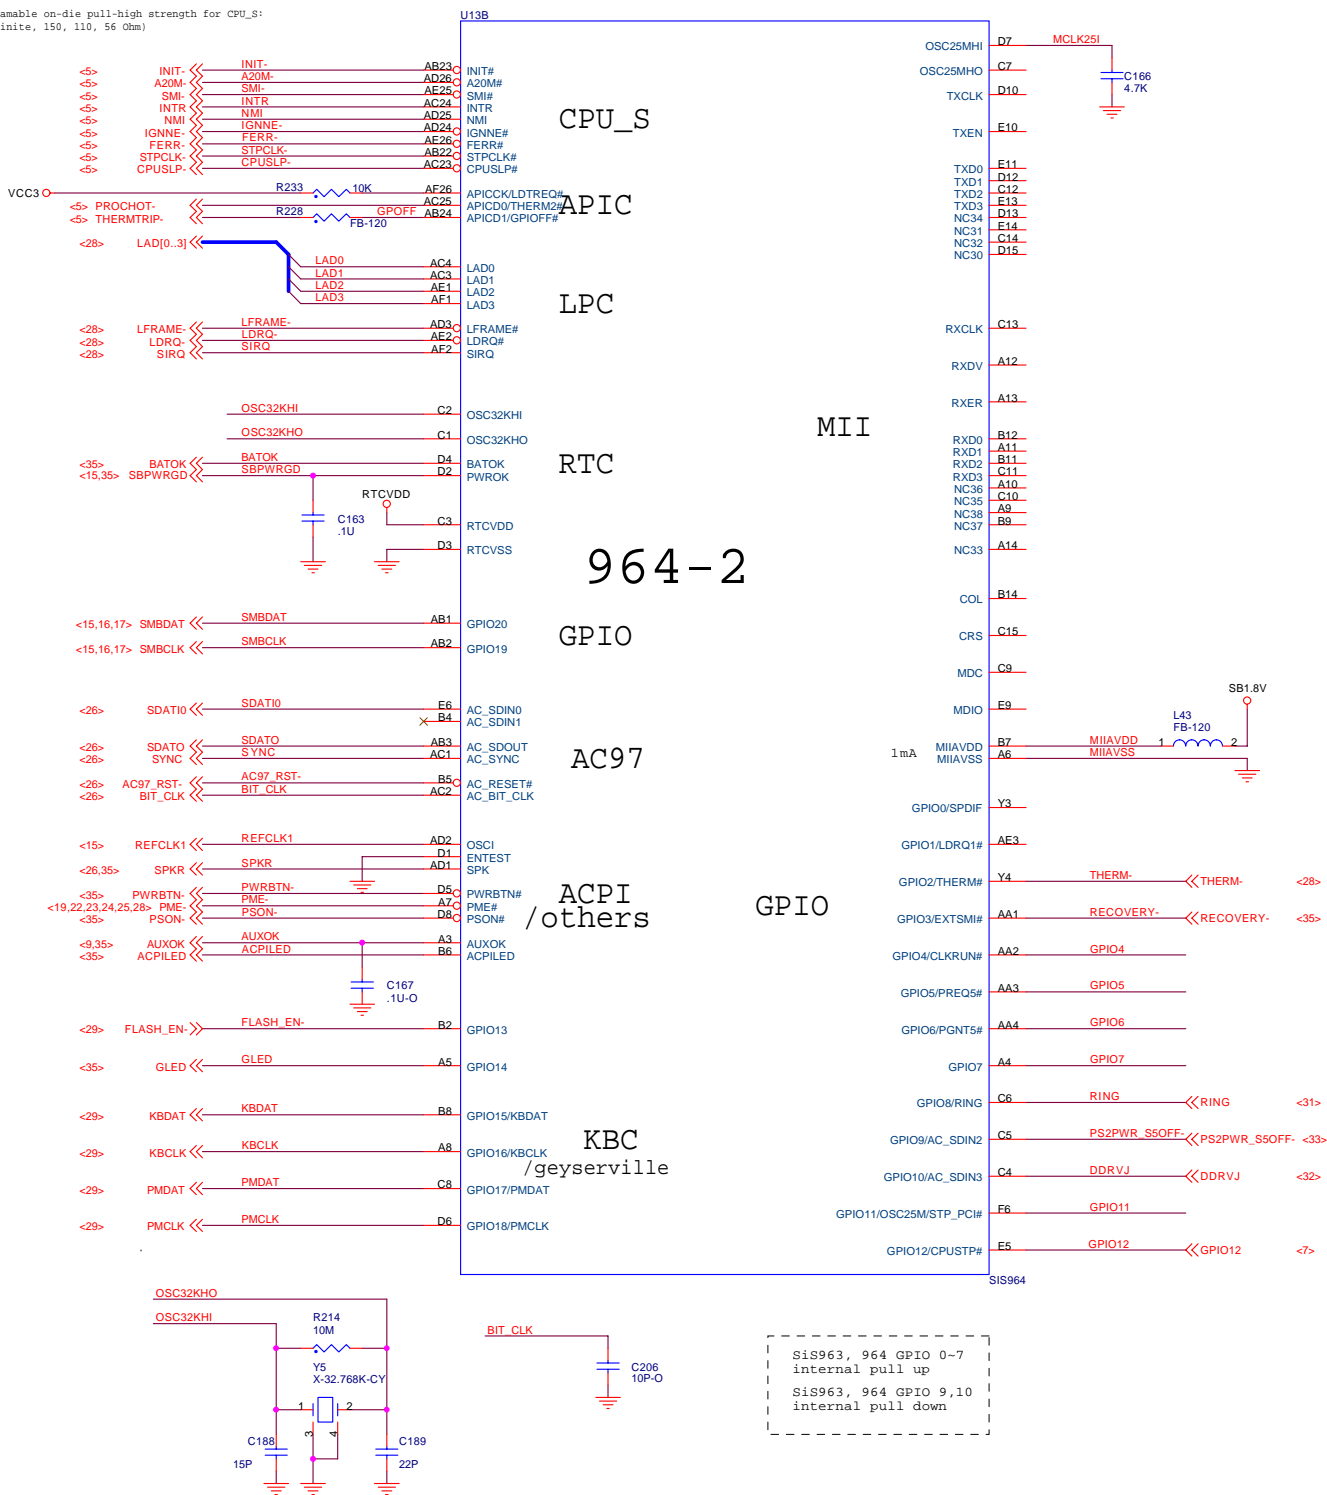 amable on-die pull-high strength for CPU_S:
inite, 150, 110, 56 Ohm)
U13B
<5> INIT- INIT- AB23 INIT#
<5> A20M- A20M- AD26 A20M#
<5> SMI- SMI- AE25 SMI#
<5> INTR INTR AC24 INTR
<5> NMI NMI AD25 NMI
<5> IGNNE- IGNNE- AD24 IGNNE#
<5> FERR- FERR- AE26 FERR#
<5> STPCLK- STPCLK- AB22 STPCLK#
<5> CPUSLP- CPUSLP- AC23 CPUSLP#
CPU_S
VCC3 R233 10K AF26 APICCK/LDTREQ#
<5> PROCHOT- AC25 APICD0/THERM2#
<5> THERMTRIP- R228 FB-120 GPOFF AB24 APICD1/GPIOFF#
APIC
<28> LAD[0..3]
LAD0 AC4 LAD0
LAD1 AC3 LAD1
LAD2 AE1 LAD2
LAD3 AF1 LAD3
LPC
<28> LFRAME- LFRAME- AD3 LFRAME#
<28> LDRQ- LDRQ- AE2 LDRQ#
<28> SIRQ SIRQ AF2 SIRQ
OSC32KHI C2 OSC32KHI
OSC32KHO C1 OSC32KHO
<35> BATOK BATOK D4 BATOK
<15,35> SBPWRGD SBPWRGD D2 PWROK
RTC
RTCVDD
C163
.1U
C3 RTCVDD
D3 RTCVSS
964-2
<15,16,17> SMBDAT SMBDAT AB1 GPIO20
<15,16,17> SMBCLK SMBCLK AB2 GPIO19
GPIO
<26> SDATI0 SDATI0 E6 AC_SDIN0
B4 AC_SDIN1
<26> SDATO SDATO AB3 AC_SDOUT
<26> SYNC SYNC AC1 AC_SYNC
<26> AC97_RST- AC97_RST- B5 AC_RESET#
<26> BIT_CLK BIT_CLK AC2 AC_BIT_CLK
AC97
<15> REFCLK1 REFCLK1 AD2 OSCI
D1 ENTEST
<26,35> SPKR SPKR AD1 SPK
<35> PWRBTN- PWRBTN- D5 PWRBTN#
<19,22,23,24,25,28> PME- PME- A7 PME#
<35> PSON- PSON- D8 PSON#
<9,35> AUXOK AUXOK A3 AUXOK
<35> ACPILED ACPILED B6 ACPILED
ACPI
/others
C167
.1U-O
<29> FLASH_EN- FLASH_EN- B2 GPIO13
<35> GLED GLED A5 GPIO14
<29> KBDAT KBDAT B8 GPIO15/KBDAT
<29> KBCLK KBCLK A8 GPIO16/KBCLK
<29> PMDAT PMDAT C8 GPIO17/PMDAT
<29> PMCLK PMCLK D6 GPIO18/PMCLK
KBC
/geyserville
OSC25MHI D7 MCLK25I
OSC25MHO C7
C166
4.7K
TXCLK D10
TXEN E10
TXD0 E11
TXD1 D12
TXD2 C12
TXD3 E13
NC34 D13
NC31 E14
NC32 C14
NC30 D15
RXCLK C13
RXDV A12
RXER A13
MII
RXD0 B12
RXD1 A11
RXD2 B11
RXD3 C11
NC36 A10
NC35 C10
NC38 A9
NC37 B9
NC33 A14
COL B14
CRS C15
MDC C9
MDIO E9
SB1.8V
L43
FB-120
1mA MIIAVDD B7 MIIAVDD 1 2
MIIAVSS A6 MIIAVSS
GPIO0/SPDIF Y3
GPIO1/LDRQ1# AE3
GPIO2/THERM# Y4 THERM- THERM- <28>
GPIO
GPIO3/EXTSMI# AA1 RECOVERY- RECOVERY- <35>
GPIO4/CLKRUN# AA2 GPIO4
GPIO5/PREQ5# AA3 GPIO5
GPIO6/PGNT5# AA4 GPIO6
GPIO7 A4 GPIO7
GPIO8/RING C6 RING RING <31>
GPIO9/AC_SDIN2 C5 PS2PWR_S5OFF- PS2PWR_S5OFF- <33>
GPIO10/AC_SDIN3 C4 DDRVJ DDRVJ <32>
GPIO11/OSC25M/STP_PCI# F6 GPIO11
GPIO12/CPUSTP# E5 GPIO12 GPIO12 <7>
SIS964
OSC32KHO
OSC32KHI
R214
10M
Y5
X-32.768K-CY
1 2
3 4
C188
15P
C189
22P
BIT_CLK
C206
10P-O
SiS963, 964 GPIO 0~7
internal pull up
SiS963, 964 GPIO 9,10
internal pull down